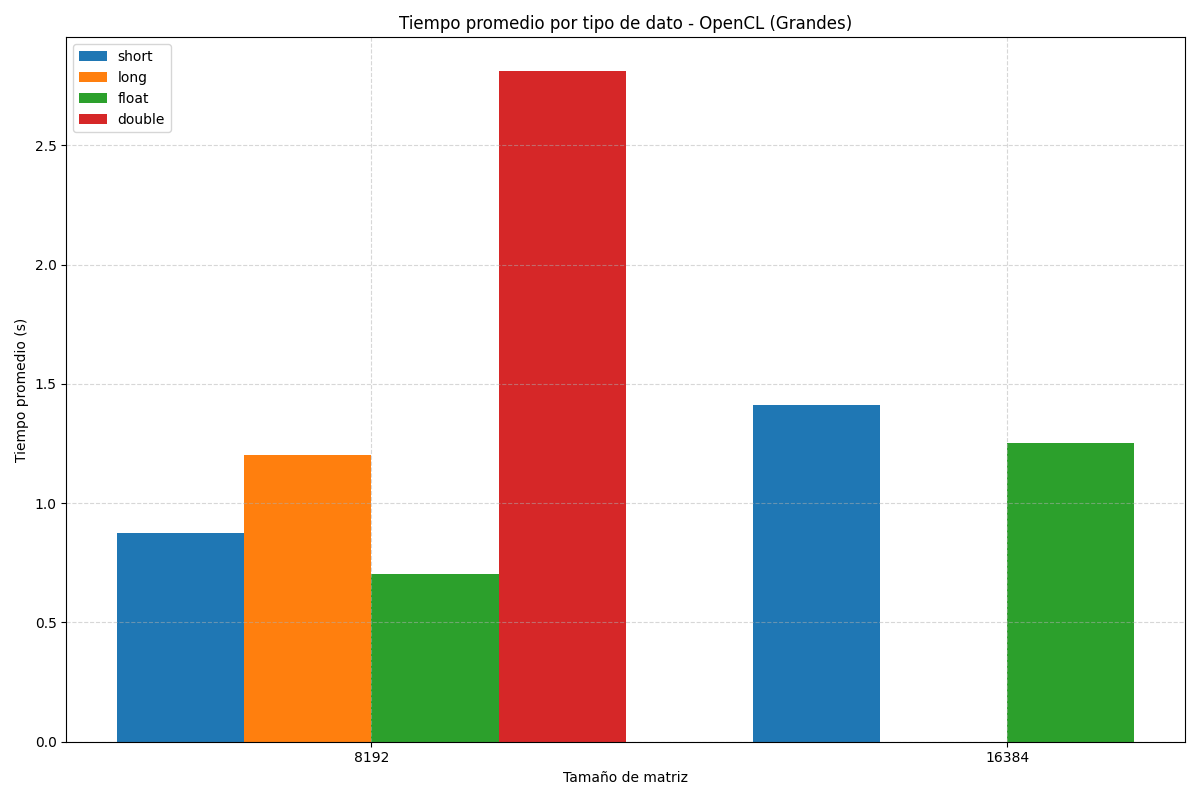 Tiempo promedio por tipo de dato - OpenCL (Grandes)
short
long
float
double
Tiempo promedio (s)
2.5
2.0
1.5
1.0
0.5
0.0
8192
16384
Tamaño de matriz